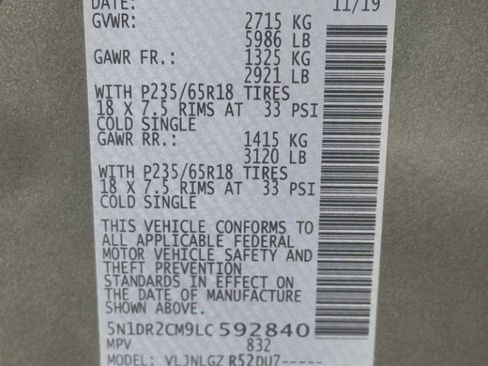 DATE: 11/19
GVWR: 2715 KG
5986 LB
GAWR FR.: 1325 KG
2921 LB
WITH P235/65R18 TIRES
18 X 7.5 RIMS AT 33 PSI
COLD SINGLE
GAWR RR.: 1415 KG
3120 LB
WITH P235/65R18 TIRES
18 X 7.5 RIMS AT 33 PSI
COLD SINGLE
THIS VEHICLE CONFORMS TO
ALL APPLICABLE FEDERAL
MOTOR VEHICLE SAFETY AND
THEFT PREVENTION
STANDARDS IN EFFECT ON
THE DATE OF MANUFACTURE
SHOWN ABOVE.
5N1DR2CM9LC592840
MPV 832
MODEL: VLJNLGZ R52DU7-----